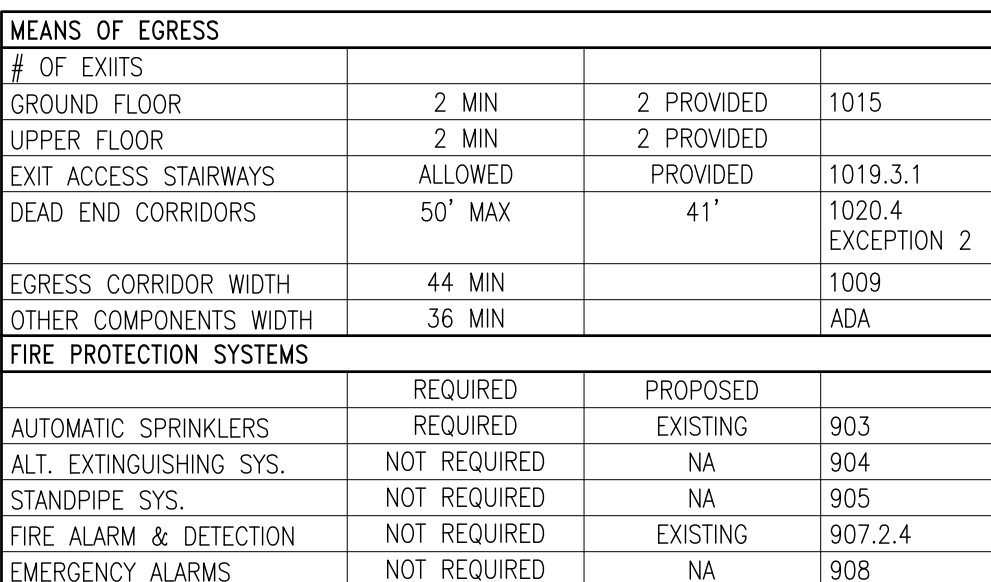 MEANS OF EGRESS
# OF EXIITS
GROUND FLOOR 2 MIN 2 PROVIDED 1015
UPPER FLOOR 2 MIN 2 PROVIDED
EXIT ACCESS STAIRWAYS ALLOWED PROVIDED 1019.3.1
DEAD END CORRIDORS 50' MAX 41' 1020.4
EXCEPTION 2
EGRESS CORRIDOR WIDTH 44 MIN 1009
OTHER COMPONENTS WIDTH 36 MIN ADA
FIRE PROTECTION SYSTEMS
REQUIRED PROPOSED
AUTOMATIC SPRINKLERS REQUIRED EXISTING 903
ALT. EXTINGUISHING SYS. NOT REQUIRED NA 904
STANDPIPE SYS. NOT REQUIRED NA 905
FIRE ALARM & DETECTION NOT REQUIRED EXISTING 907.2.4
EMERGENCY ALARMS NOT REQUIRED NA 908